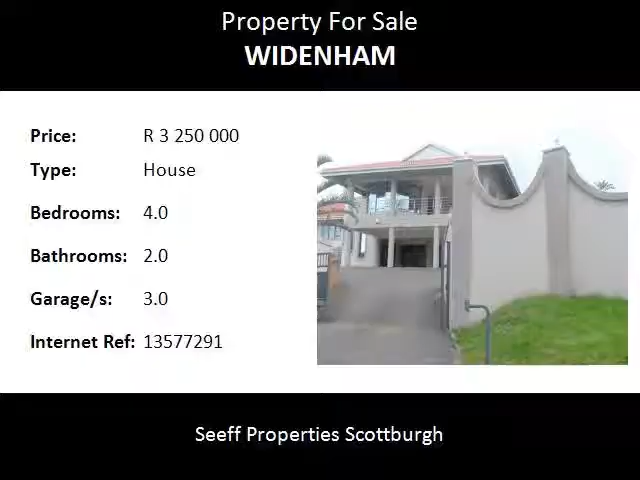 Property For Sale
WIDENHAM
Price: R 3 250 000
Type: House
Bedrooms: 4.0
Bathrooms: 2.0
Garage/s: 3.0
Internet Ref: 13577291
Seeff Properties Scottburgh